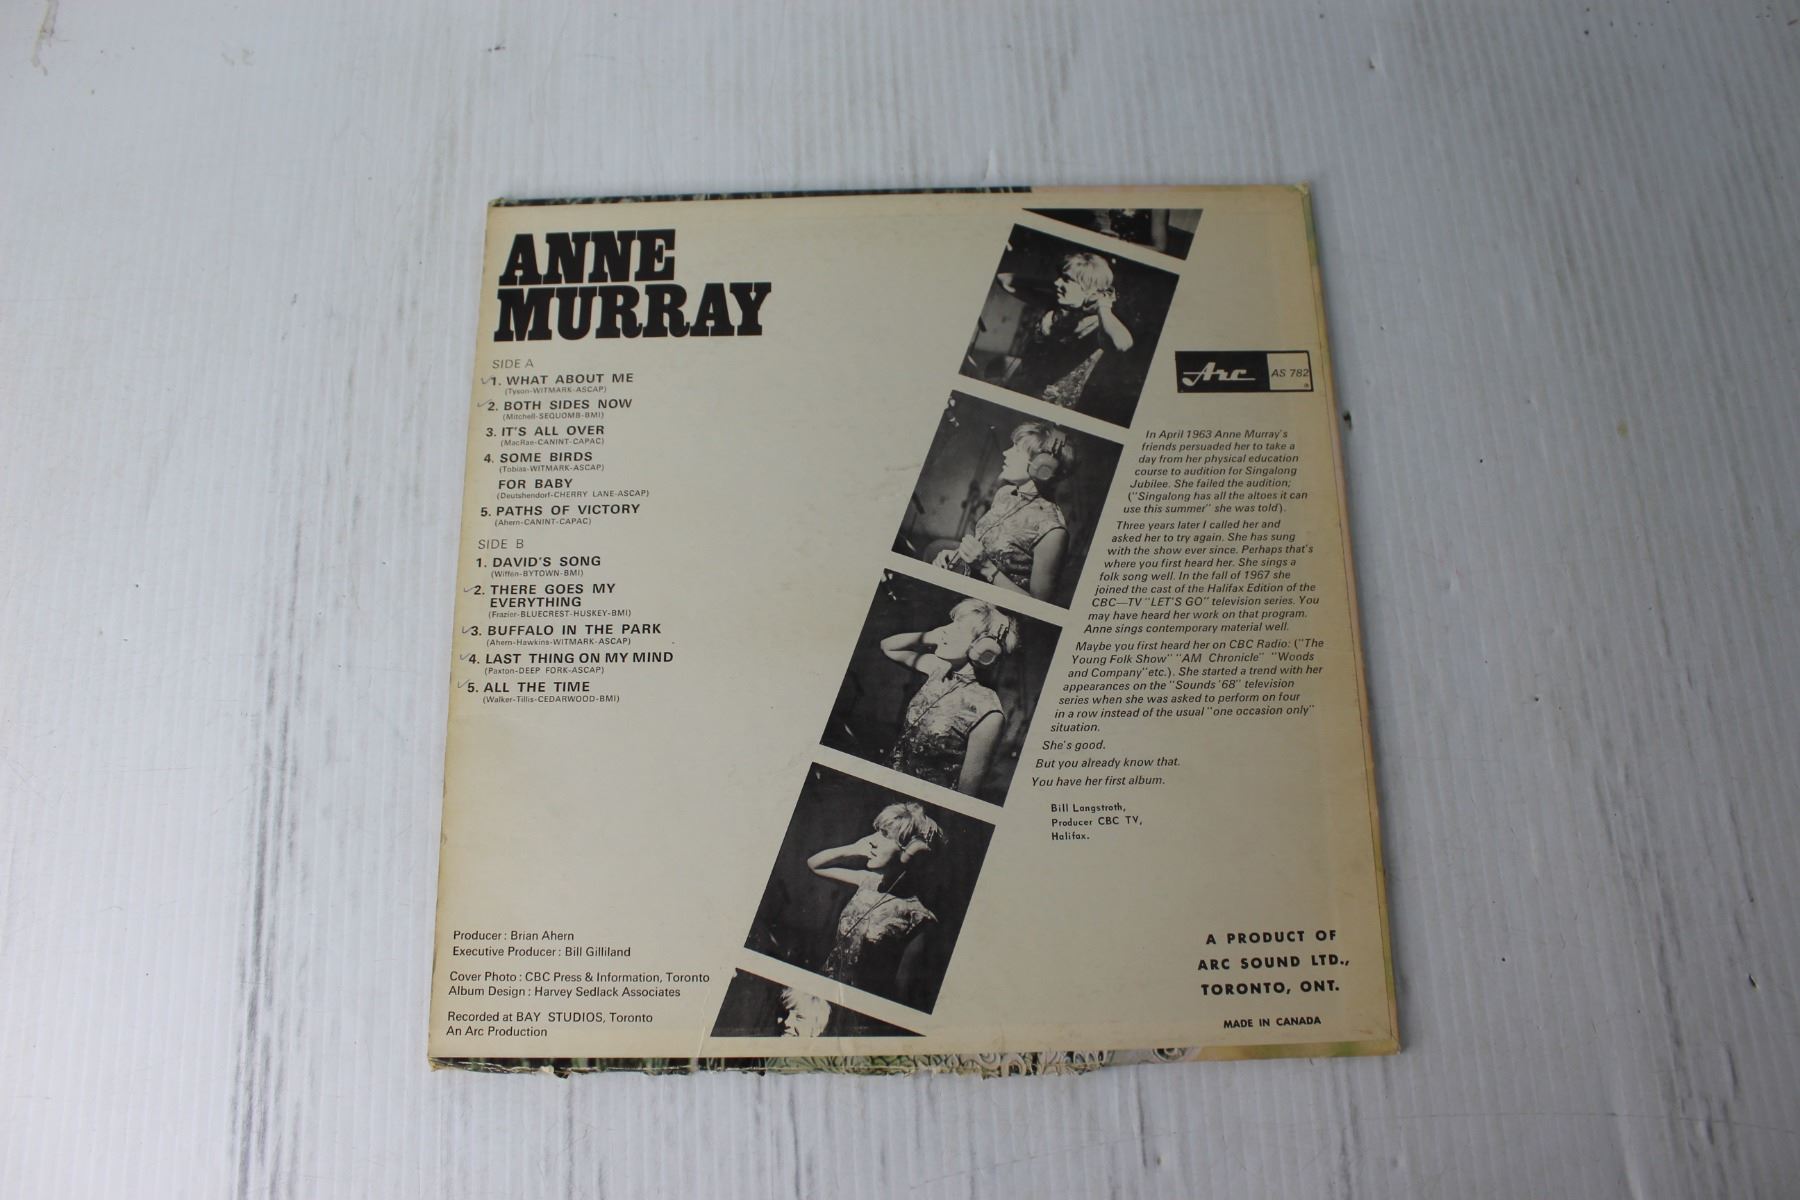 ANNE
MURRAY
SIDE A
1. WHAT ABOUT ME
(Tyson-WITMARK-ASCAP)
2. BOTH SIDES NOW
(Mitchell-SEQUOMB-BMI)
3. IT'S ALL OVER
(MacRae-CANINT-CAPAC)
4. SOME BIRDS
(Tobias-WITMARK-ASCAP)
FOR BABY
(Deutshendorf-CHERRY LANE-ASCAP)
5. PATHS OF VICTORY
(Ahern-CANINT-CAPAC)
SIDE B
1. DAVID'S SONG
(Wiffen-BYTOWN-BMI)
2. THERE GOES MY
EVERYTHING
(Frazier-BLUECREST-HUSKEY-BMI)
3. BUFFALO IN THE PARK
(Ahern-Hawkins-WITMARK-ASCAP)
4. LAST THING ON MY MIND
(Paxton-DEEP FORK-ASCAP)
5. ALL THE TIME
(Walker-Tillis-CEDARWOOD-BMI)
Producer : Brian Ahern
Executive Producer : Bill Gilliland
Cover Photo : CBC Press & Information, Toronto
Album Design : Harvey Sedlack Associates
Recorded at BAY STUDIOS, Toronto
An Arc Production
Arc AS 782
In April 1963 Anne Murray's
friends persuaded her to take a
day from her physical education
course to audition for Singalong
Jubilee. She failed the audition;
("Singalong has all the altoes it can
use this summer" she was told).
Three years later I called her and
asked her to try again. She has sung
with the show ever since. Perhaps that's
where you first heard her. She sings a
folk song well. In the fall of 1967 she
joined the cast of the Halifax Edition of the
CBC—TV "LET'S GO" television series. You
may have heard her work on that program.
Anne sings contemporary material well.
Maybe you first heard her on CBC Radio: ("The
Young Folk Show" "AM Chronicle" "Woods
and Company"etc.). She started a trend with her
appearances on the "Sounds '68" television
series when she was asked to perform on four
in a row instead of the usual "one occasion only"
situation.
She's good.
But you already know that.
You have her first album.
Bill Langstroth,
Producer CBC TV,
Halifax.
A PRODUCT OF
ARC SOUND LTD.,
TORONTO, ONT.
MADE IN CANADA